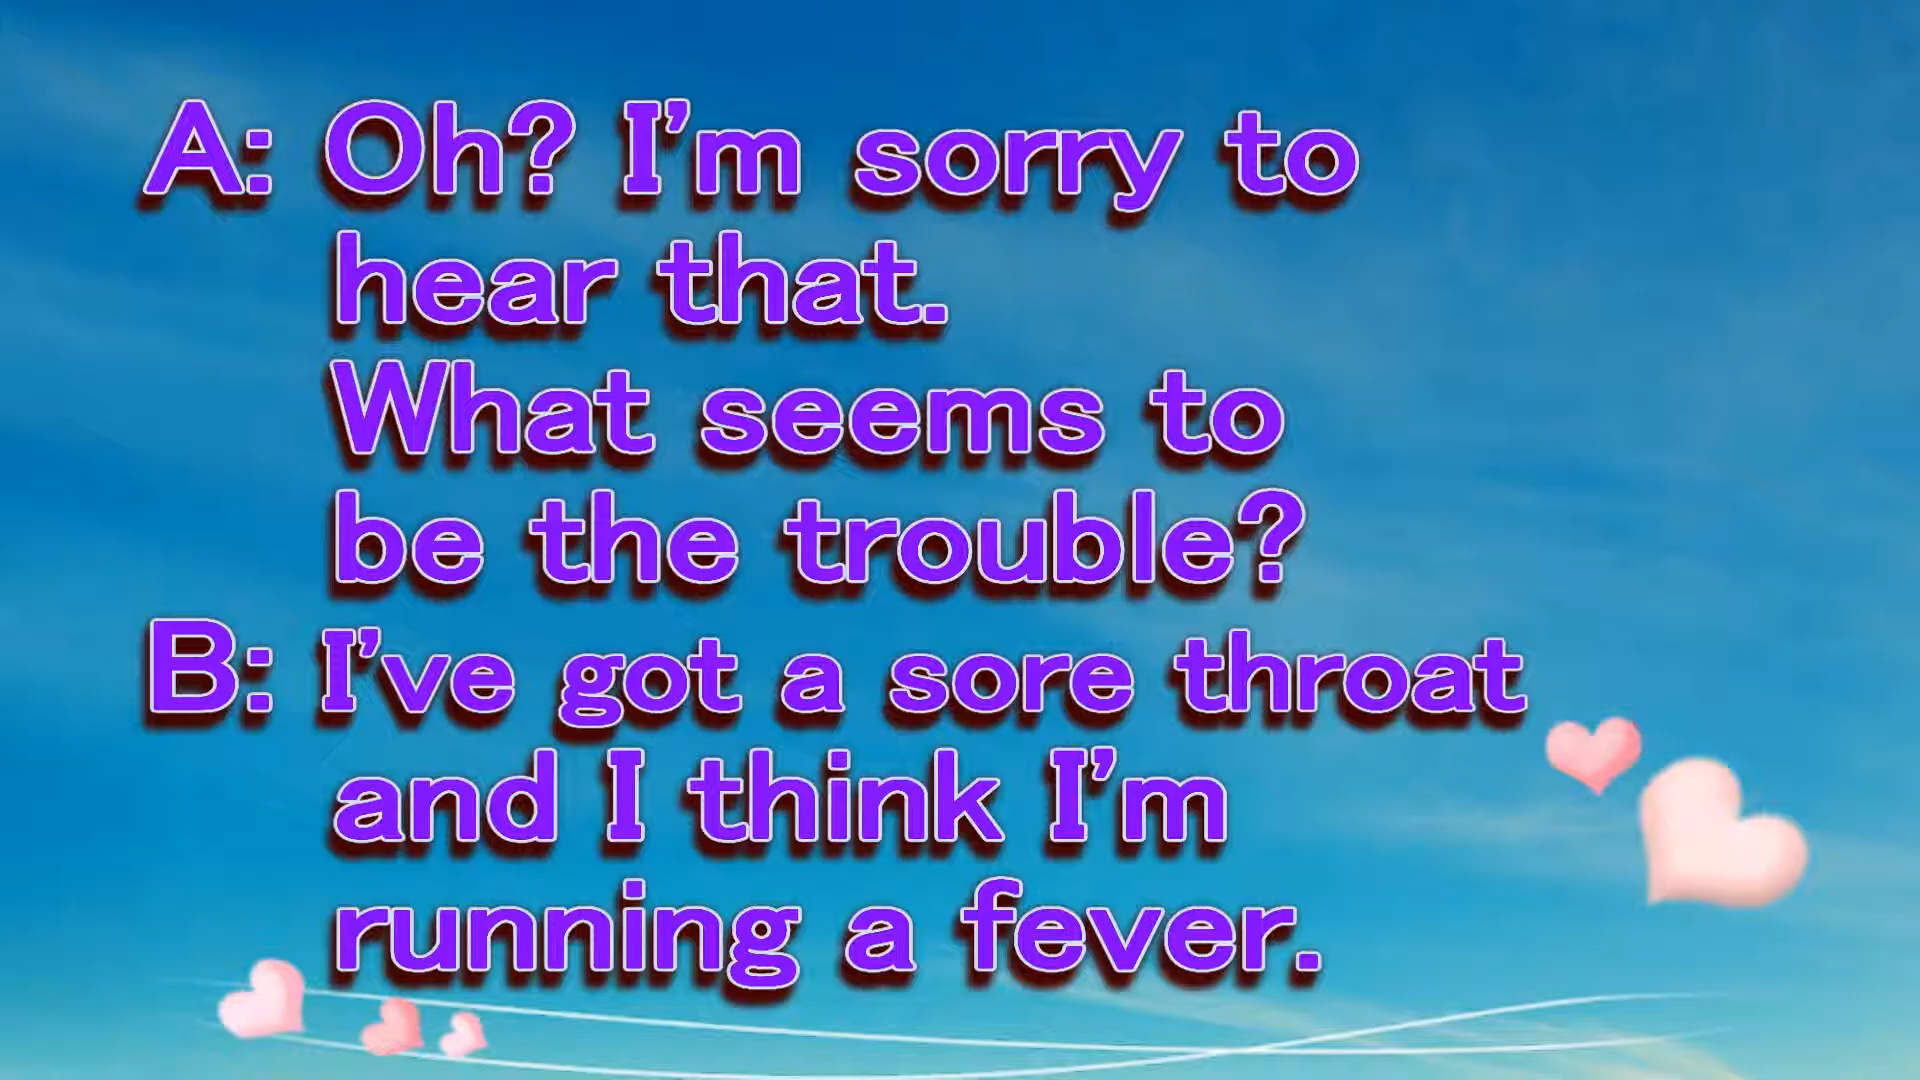 A: Oh? I'm sorry to
hear that.
What seems to
be the trouble?
B: I've got a sore throat
and I think I'm
running a fever.